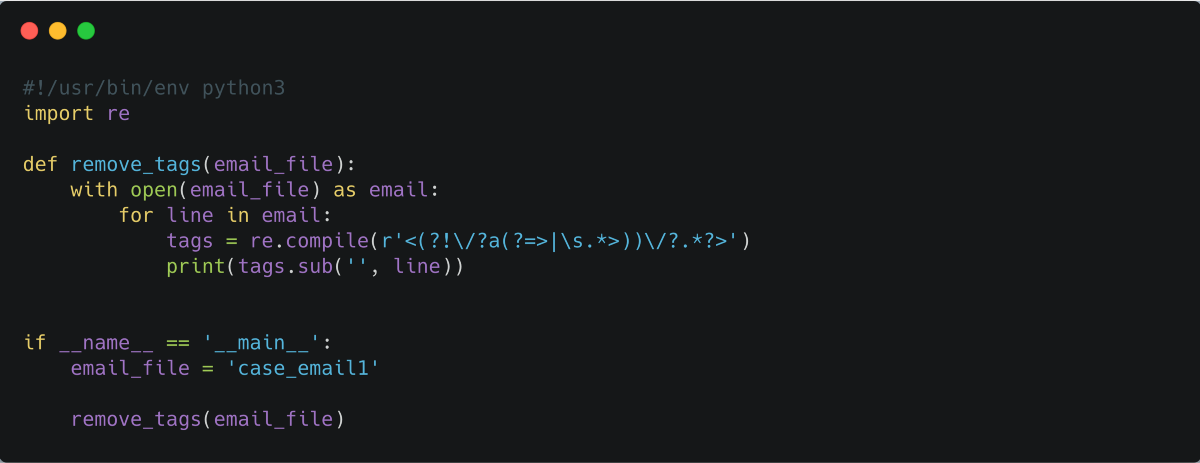 #!/usr/bin/env python3
import re

def remove_tags(email_file):
    with open(email_file) as email:
        for line in email:
            tags = re.compile(r'<(?!\/?a(?=>|\s.*>))\/?.*?>')
            print(tags.sub('', line))


if __name__ == '__main__':
    email_file = 'case_email1'

    remove_tags(email_file)